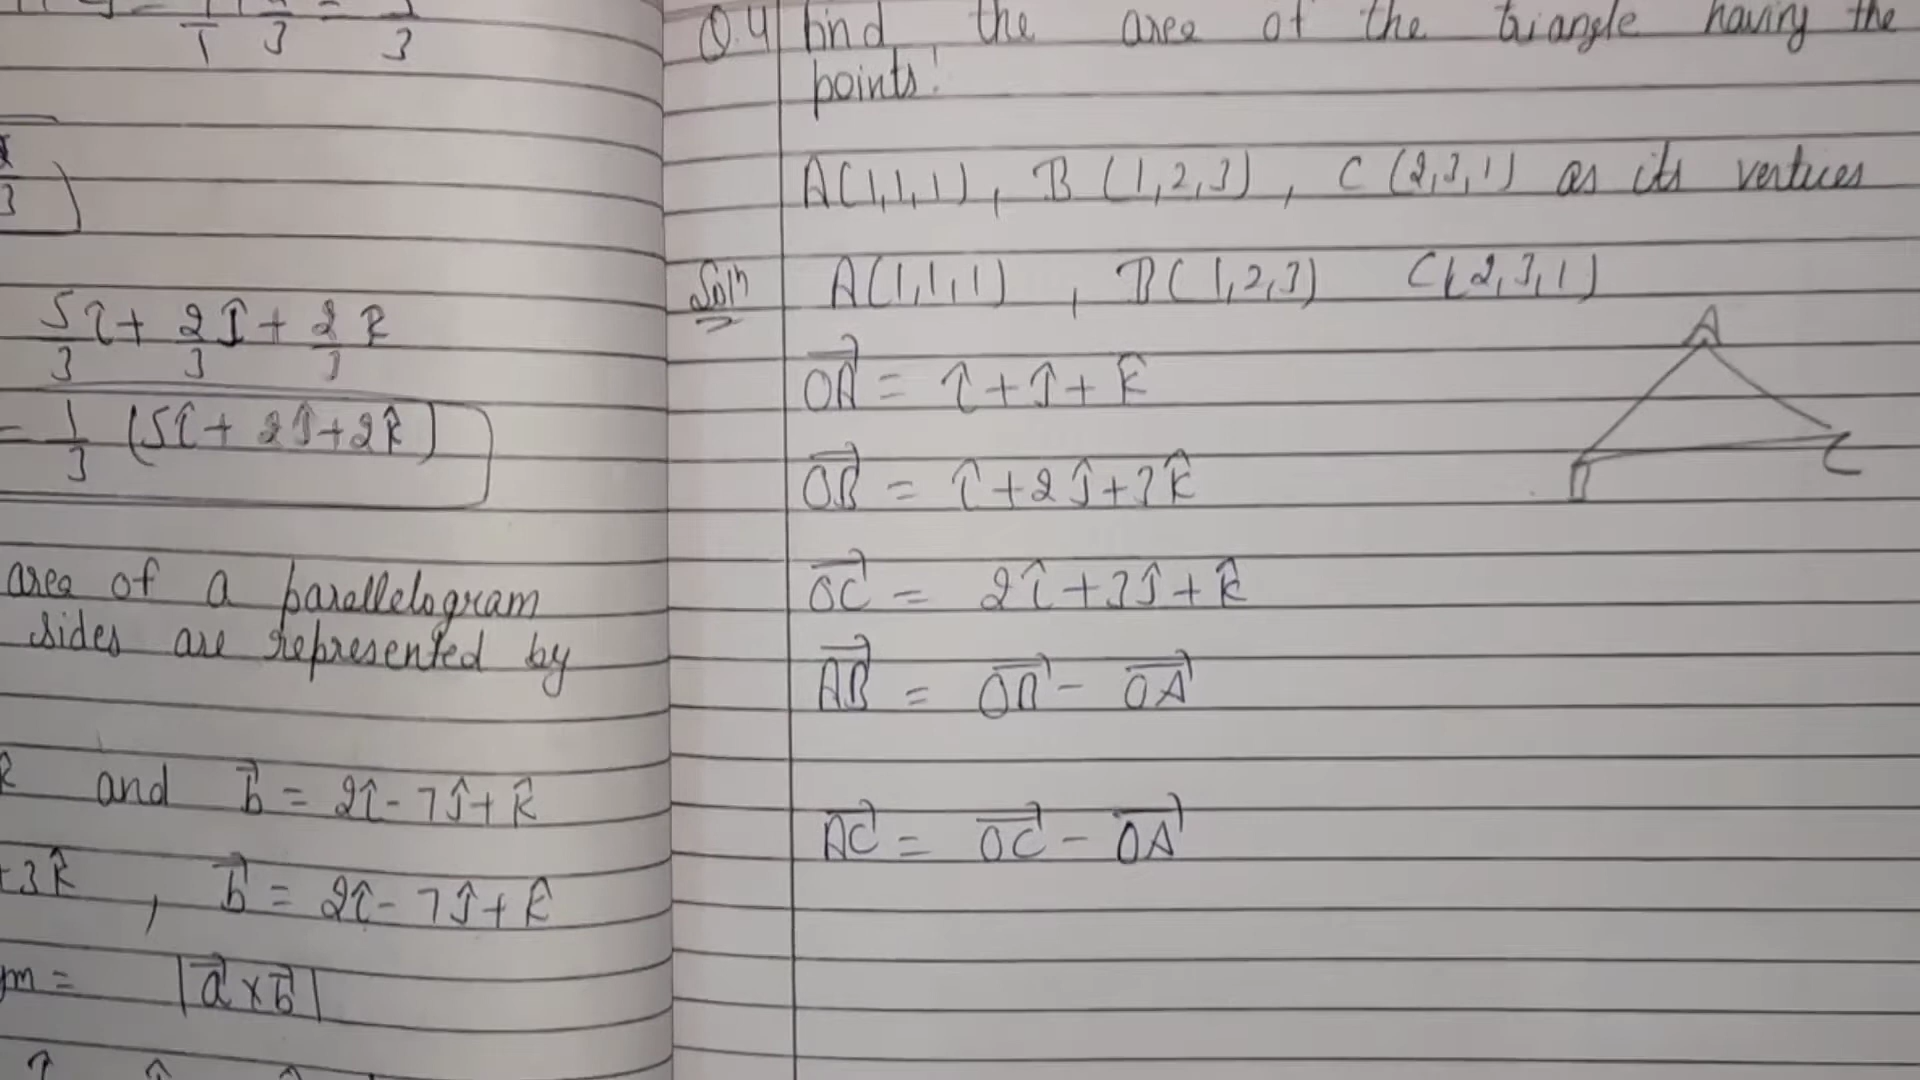 5/3 î + 2/3 ĵ + 2/3 k̂
= 1/3 (5î + 2ĵ + 2k̂)
area of a parellelogram
sides are represented by
k̂ and b⃗ = 2î - 7ĵ + k̂
+3k̂ , b⃗ = 2î - 7ĵ + k̂
gm = |a⃗ x b⃗|
Q.4 find the area of the triangle having the
points:
A(1,1,1), B(1,2,3), C(2,3,1) as its vertices
Soln A(1,1,1), B(1,2,3) C(2,3,1)
A
B
C
OA⃗ = î + ĵ + k̂
OB⃗ = î + 2ĵ + 3k̂
OC⃗ = 2î + 3ĵ + k̂
AB⃗ = OB⃗ - OA⃗
AC⃗ = OC⃗ - OA⃗